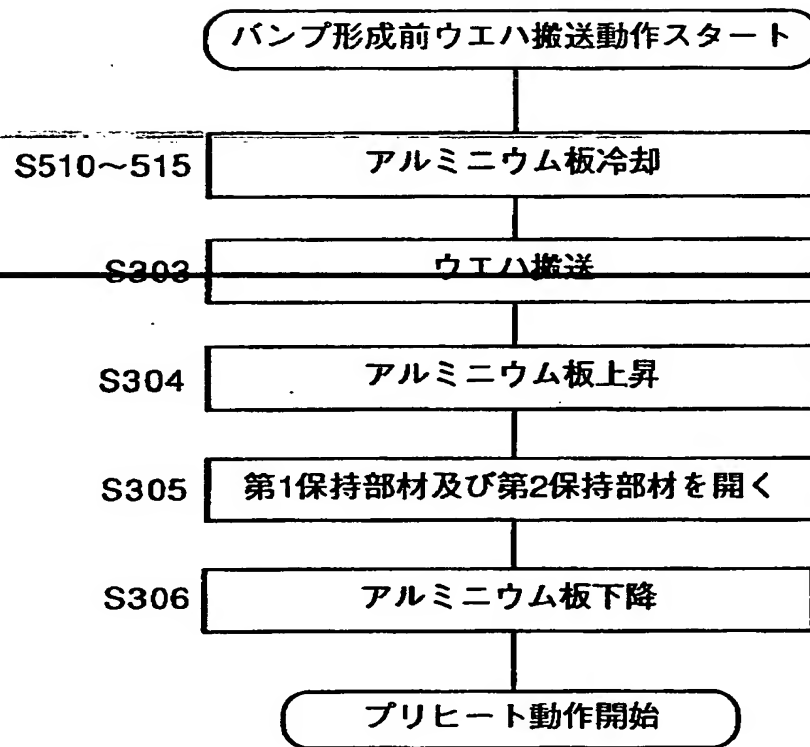 バンプ形成前ウエハ搬送動作スタート
S510～515 アルミニウム板冷却
S303 ウエハ搬送
S304 アルミニウム板上昇
S305 第1保持部材及び第2保持部材を開く
S306 アルミニウム板下降
プリヒート動作開始